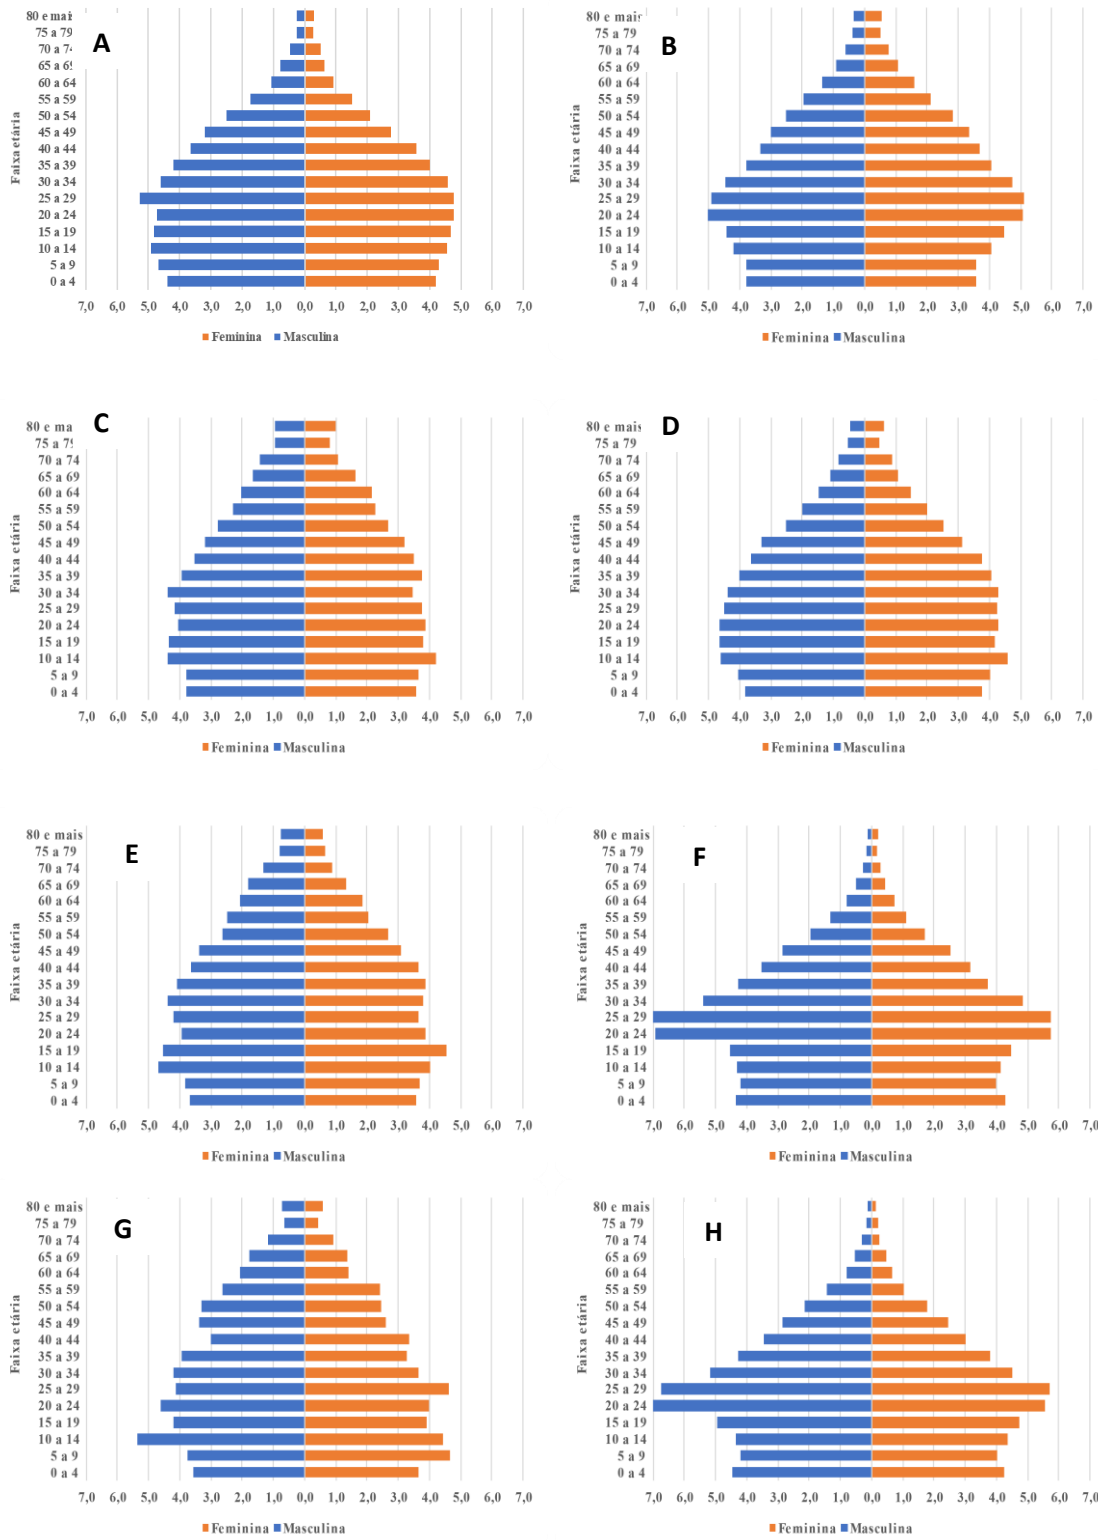 A
Faixa etária
80 e mai
75 a 79
70 a 74
65 a 69
60 a 64
55 a 59
50 a 54
45 a 49
40 a 44
35 a 39
30 a 34
25 a 29
20 a 24
15 a 19
10 a 14
5 a 9
0 a 4
7,0 6,0 5,0 4,0 3,0 2,0 1,0 0,0 1,0 2,0 3,0 4,0 5,0 6,0 7,0
Feminina Masculina
B
Faixa etária
80 e mais
75 a 79
70 a 74
65 a 69
60 a 64
55 a 59
50 a 54
45 a 49
40 a 44
35 a 39
30 a 34
25 a 29
20 a 24
15 a 19
10 a 14
5 a 9
0 a 4
7,0 6,0 5,0 4,0 3,0 2,0 1,0 0,0 1,0 2,0 3,0 4,0 5,0 6,0 7,0
Feminina Masculina
C
Faixa etária
80 e ma
75 a 79
70 a 74
65 a 69
60 a 64
55 a 59
50 a 54
45 a 49
40 a 44
35 a 39
30 a 34
25 a 29
20 a 24
15 a 19
10 a 14
5 a 9
0 a 4
7,0 6,0 5,0 4,0 3,0 2,0 1,0 0,0 1,0 2,0 3,0 4,0 5,0 6,0 7,0
Feminina Masculina
D
Faixa etária
80 e mais
75 a 79
70 a 74
65 a 69
60 a 64
55 a 59
50 a 54
45 a 49
40 a 44
35 a 39
30 a 34
25 a 29
20 a 24
15 a 19
10 a 14
5 a 9
0 a 4
7,0 6,0 5,0 4,0 3,0 2,0 1,0 0,0 1,0 2,0 3,0 4,0 5,0 6,0 7,0
Feminina Masculina
E
Faixa etária
80 e mais
75 a 79
70 a 74
65 a 69
60 a 64
55 a 59
50 a 54
45 a 49
40 a 44
35 a 39
30 a 34
25 a 29
20 a 24
15 a 19
10 a 14
5 a 9
0 a 4
7,0 6,0 5,0 4,0 3,0 2,0 1,0 0,0 1,0 2,0 3,0 4,0 5,0 6,0 7,0
Feminina Masculina
F
Faixa etária
80 e mais
75 a 79
70 a 74
65 a 69
60 a 64
55 a 59
50 a 54
45 a 49
40 a 44
35 a 39
30 a 34
25 a 29
20 a 24
15 a 19
10 a 14
5 a 9
0 a 4
7,0 6,0 5,0 4,0 3,0 2,0 1,0 0,0 1,0 2,0 3,0 4,0 5,0 6,0 7,0
Feminina Masculina
G
Faixa etária
80 e mais
75 a 79
70 a 74
65 a 69
60 a 64
55 a 59
50 a 54
45 a 49
40 a 44
35 a 39
30 a 34
25 a 29
20 a 24
15 a 19
10 a 14
5 a 9
0 a 4
7,0 6,0 5,0 4,0 3,0 2,0 1,0 0,0 1,0 2,0 3,0 4,0 5,0 6,0 7,0
Feminina Masculina
H
Faixa etária
80 e mais
75 a 79
70 a 74
65 a 69
60 a 64
55 a 59
50 a 54
45 a 49
40 a 44
35 a 39
30 a 34
25 a 29
20 a 24
15 a 19
10 a 14
5 a 9
0 a 4
7,0 6,0 5,0 4,0 3,0 2,0 1,0 0,0 1,0 2,0 3,0 4,0 5,0 6,0 7,0
Feminina Masculina